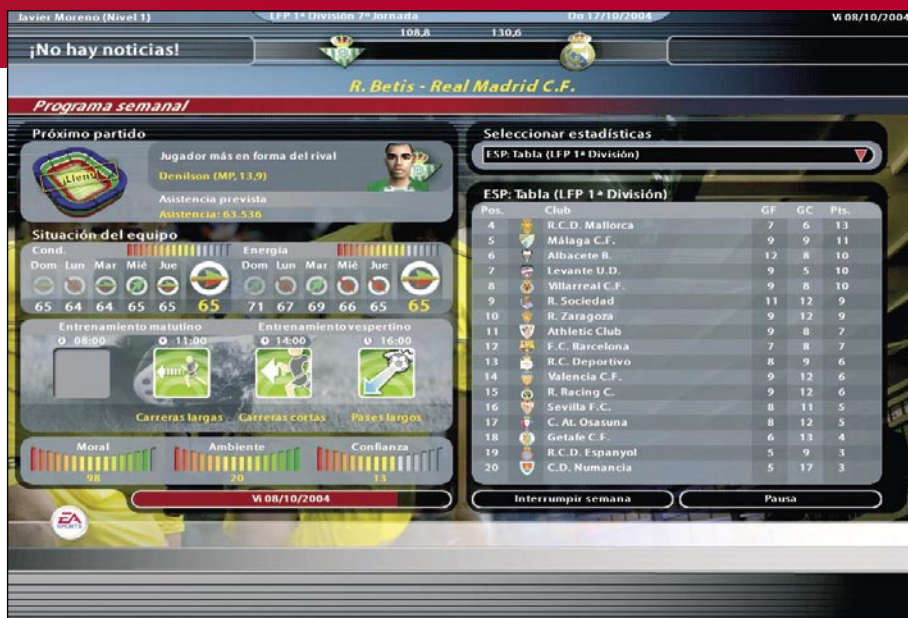 Javier Moreno (Nivel 1) LFP 1ª División 7ª Jornada Do 17/10/2004 Vi 08/10/2004
108,8 130,6
¡No hay noticias!
R. Betis - Real Madrid C.F.
Programa semanal
Próximo partido
¡Lleno!
Jugador más en forma del rival
Denilson (MP, 13,9)
Asistencia prevista
Asistencia: 63.536
Situación del equipo
Cond. Energía
Dom Lun Mar Mié Jue Dom Lun Mar Mié Jue
65 64 64 65 65 65 71 67 69 66 65 65
Entrenamiento matutino Entrenamiento vespertino
08:00 11:00 14:00 16:00
Carreras largas Carreras cortas Pases largos
Moral Ambiente Confianza
98 20 13
Vi 08/10/2004
EA
SPORTS
Seleccionar estadísticas
ESP: Tabla (LFP 1ª División)
ESP: Tabla (LFP 1ª División)
Pos. Club GF GC Pts.
4 R.C.D. Mallorca 7 6 13
5 Málaga C.F. 9 9 11
6 Albacete B. 12 8 10
7 Levante U.D. 9 5 10
8 Villarreal C.F. 9 8 10
9 R. Sociedad 11 12 9
10 R. Zaragoza 9 12 9
11 Athletic Club 9 8 7
12 F.C. Barcelona 7 8 7
13 R.C. Deportivo 8 9 6
14 Valencia C.F. 9 12 6
15 R. Racing C. 9 12 6
16 Sevilla F.C. 8 11 5
17 C. At. Osasuna 8 12 5
18 Getafe C.F. 6 13 4
19 R.C.D. Espanyol 5 9 3
20 C.D. Numancia 5 17 3
Interrumpir semana Pausa